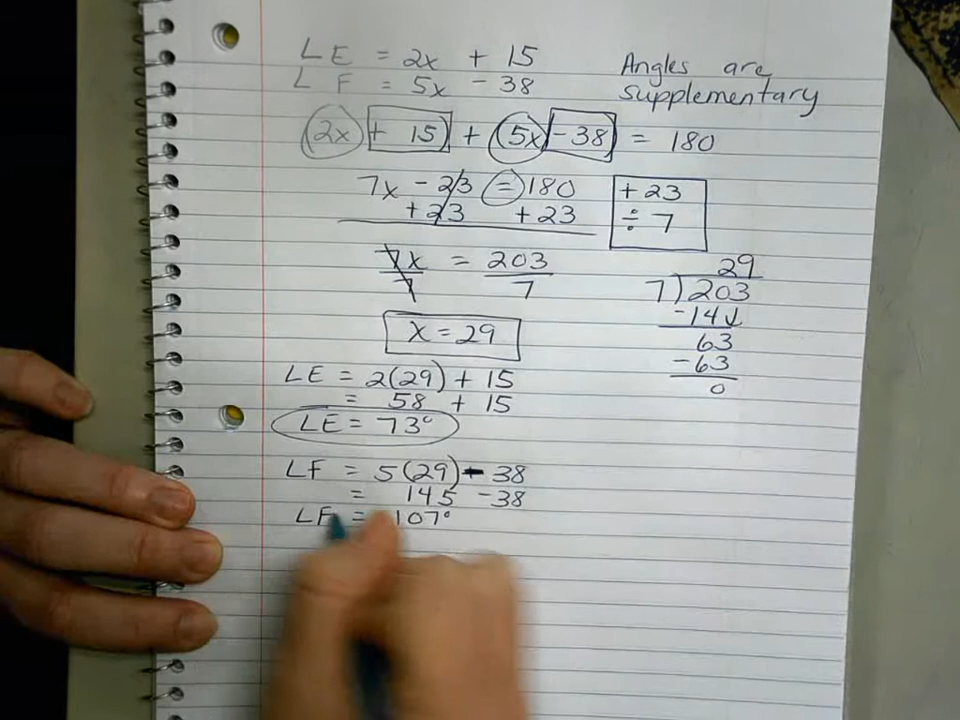 ∠E = 2x + 15
∠F = 5x - 38
Angles are
supplementary
(2x + 15) + (5x - 38) = 180
7x - 23 = 180
+ 23 + 23
+ 23
÷ 7
7x = 203
7 7
x = 29
29
7)203
-14↓
63
-63
0
∠E = 2(29) + 15
= 58 + 15
∠E = 73°
∠F = 5(29) - 38
= 145 - 38
∠F = 107°